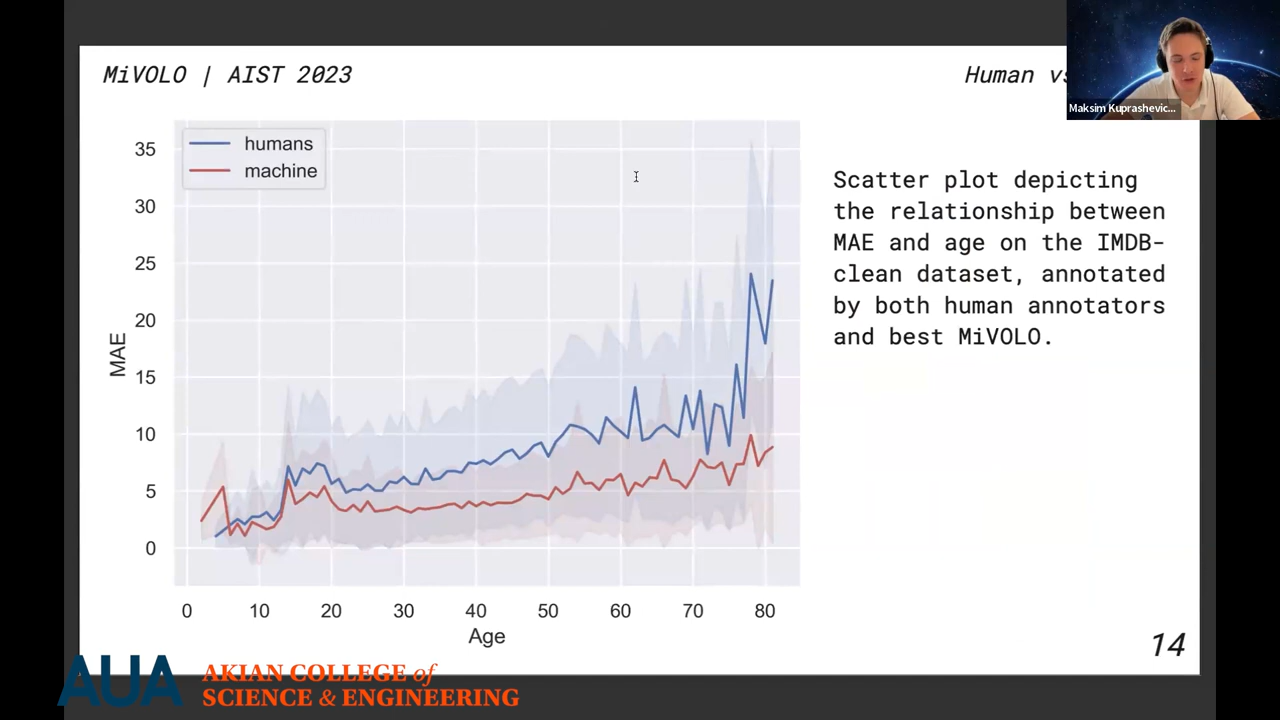 MiVOLO | AIST 2023
Human vs
Maksim Kuprashevic...
humans
machine
35
30
25
20
15
10
5
0
MAE
0 10 20 30 40 50 60 70 80
Age
Scatter plot depicting
the relationship between
MAE and age on the IMDB-
clean dataset, annotated
by both human annotators
and best MiVOLO.
14
AUA
AKIAN COLLEGE of
SCIENCE & ENGINEERING